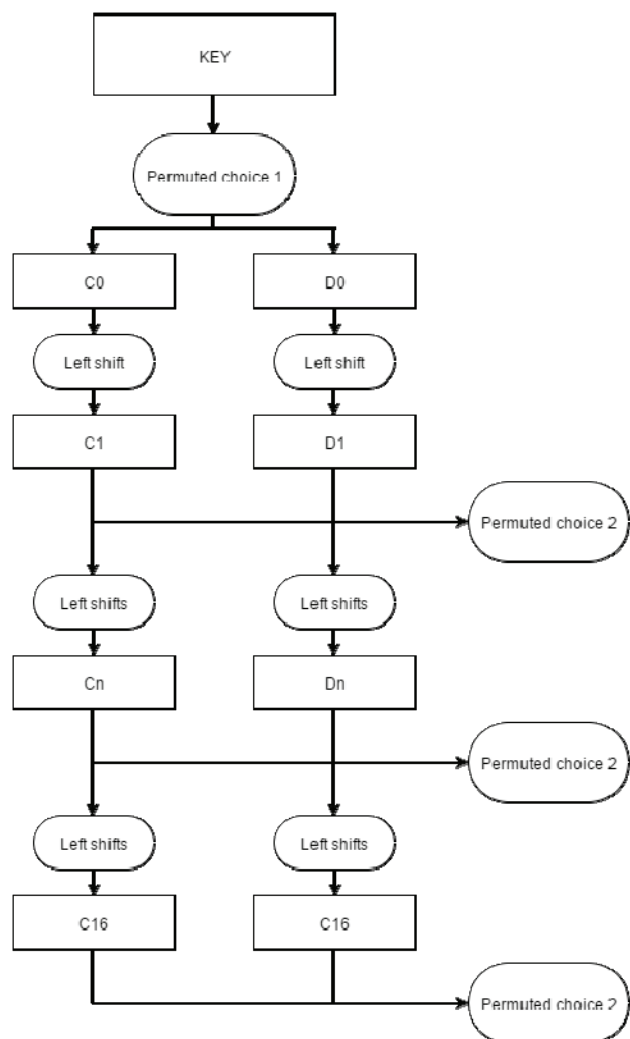 KEY
Permuted choice 1
C0
D0
Left shift
Left shift
C1
D1
Permuted choice 2
Left shifts
Left shifts
Cn
Dn
Permuted choice 2
Left shifts
Left shifts
C16
C16
Permuted choice 2